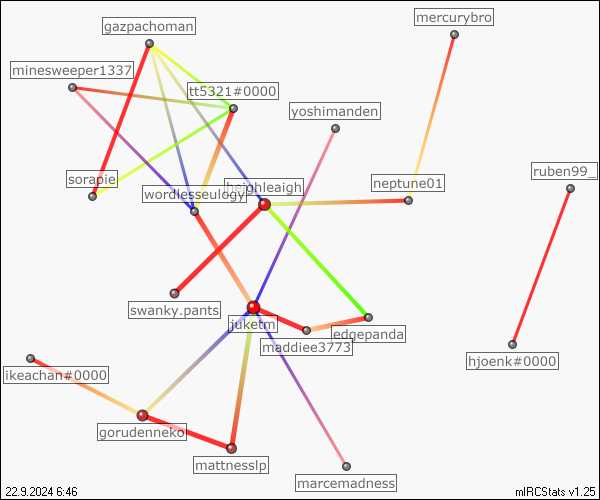 mercurybro
gazpachoman
minesweeper1337
tt5321#0000
yoshimanden
ruben99_
sorapie
heighleaigh
neptune01
wordlesseulogy
swanky.pants
juketm
edgepanda
maddiee3773
hjoenk#0000
ikeachan#0000
gorudenneko
mattnesslp
marcemadness
22.9.2024 6:46
mIRCStats v1.25